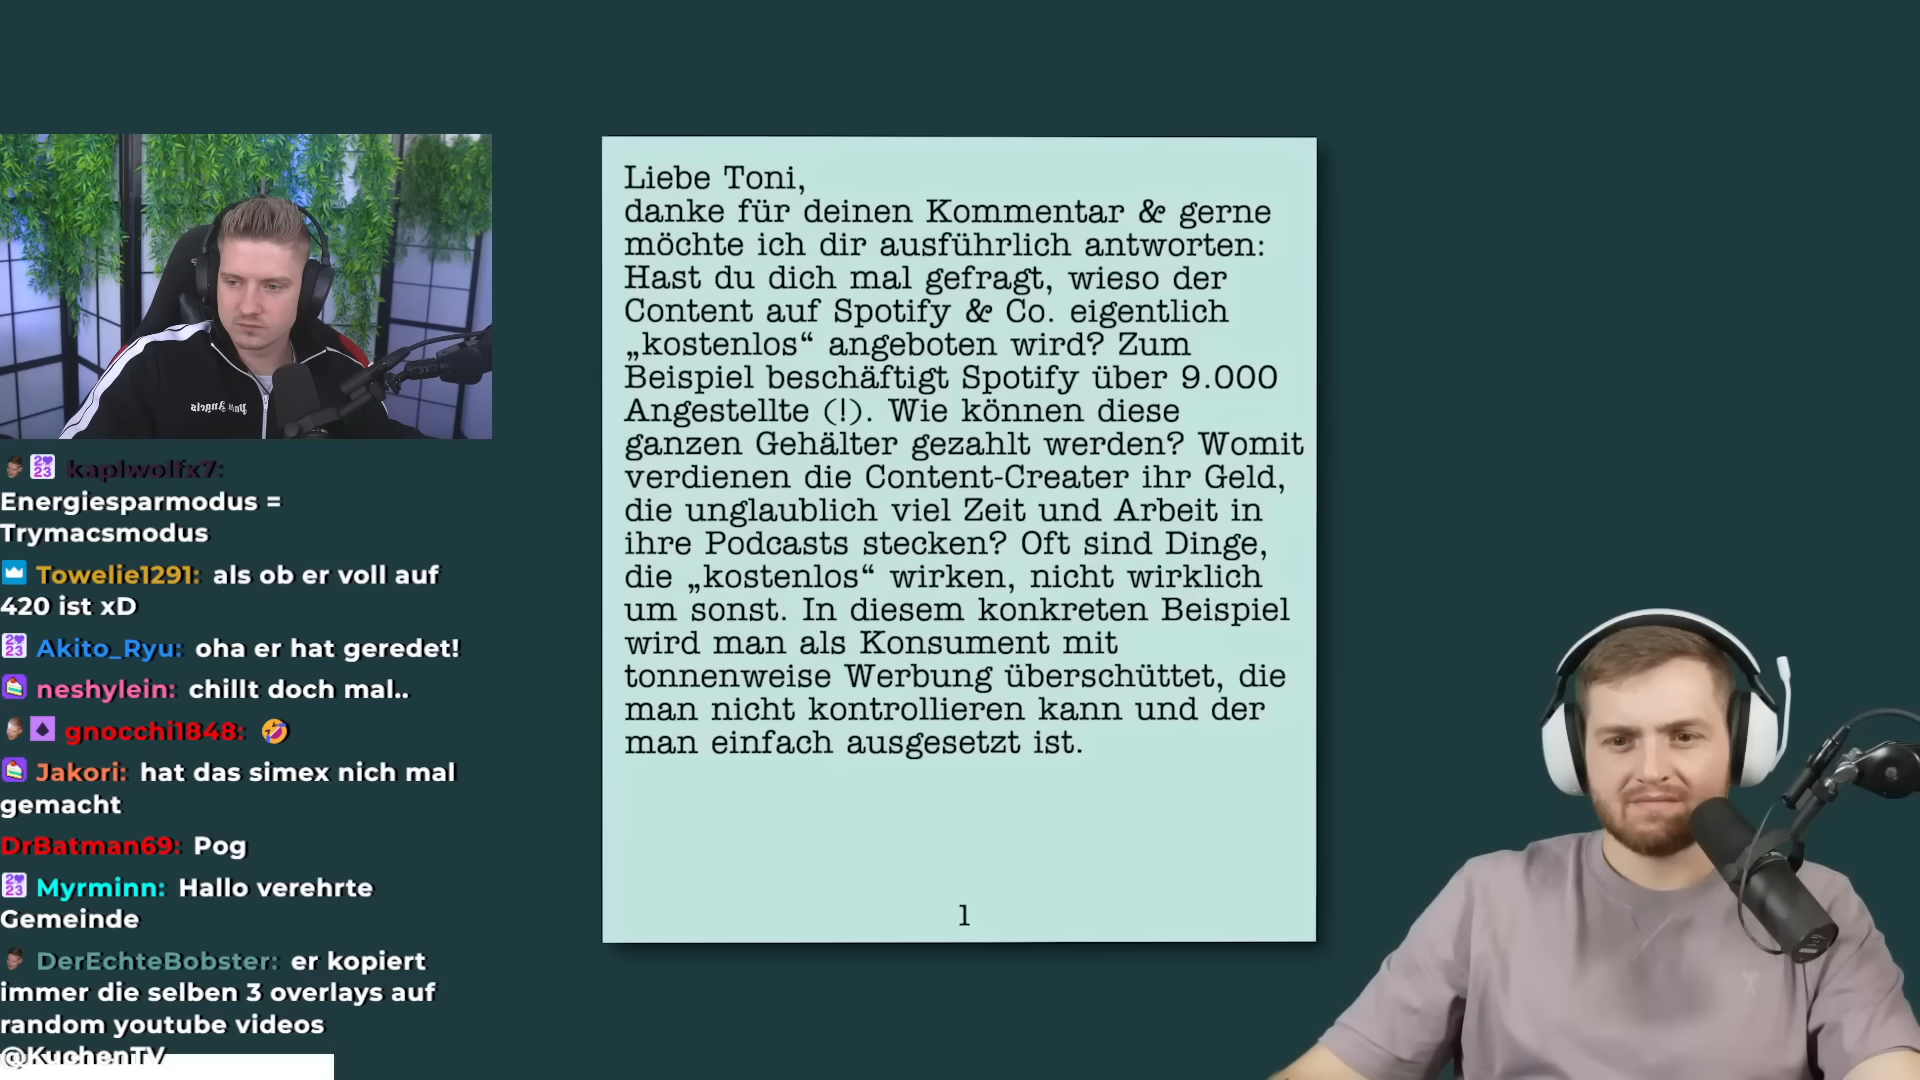 kaplwolfx7:
Energiesparmodus =
Trymacsmodus
Towelie1291: als ob er voll auf
420 ist xD
Akito_Ryu: oha er hat geredet!
neshylein: chillt doch mal..
gnocchi1848: 🤣
Jakori: hat das simex nich mal
gemacht
DrBatman69: Pog
Myrminn: Hallo verehrte
Gemeinde
DerEchteBobster: er kopiert
immer die selben 3 overlays auf
random youtube videos
@KuchenTV
Liebe Toni,
danke für deinen Kommentar & gerne
möchte ich dir ausführlich antworten:
Hast du dich mal gefragt, wieso der
Content auf Spotify & Co. eigentlich
„kostenlos“ angeboten wird? Zum
Beispiel beschäftigt Spotify über 9.000
Angestellte (!). Wie können diese
ganzen Gehälter gezahlt werden? Womit
verdienen die Content-Creater ihr Geld,
die unglaublich viel Zeit und Arbeit in
ihre Podcasts stecken? Oft sind Dinge,
die „kostenlos“ wirken, nicht wirklich
um sonst. In diesem konkreten Beispiel
wird man als Konsument mit
tonnenweise Werbung überschüttet, die
man nicht kontrollieren kann und der
man einfach ausgesetzt ist.
1